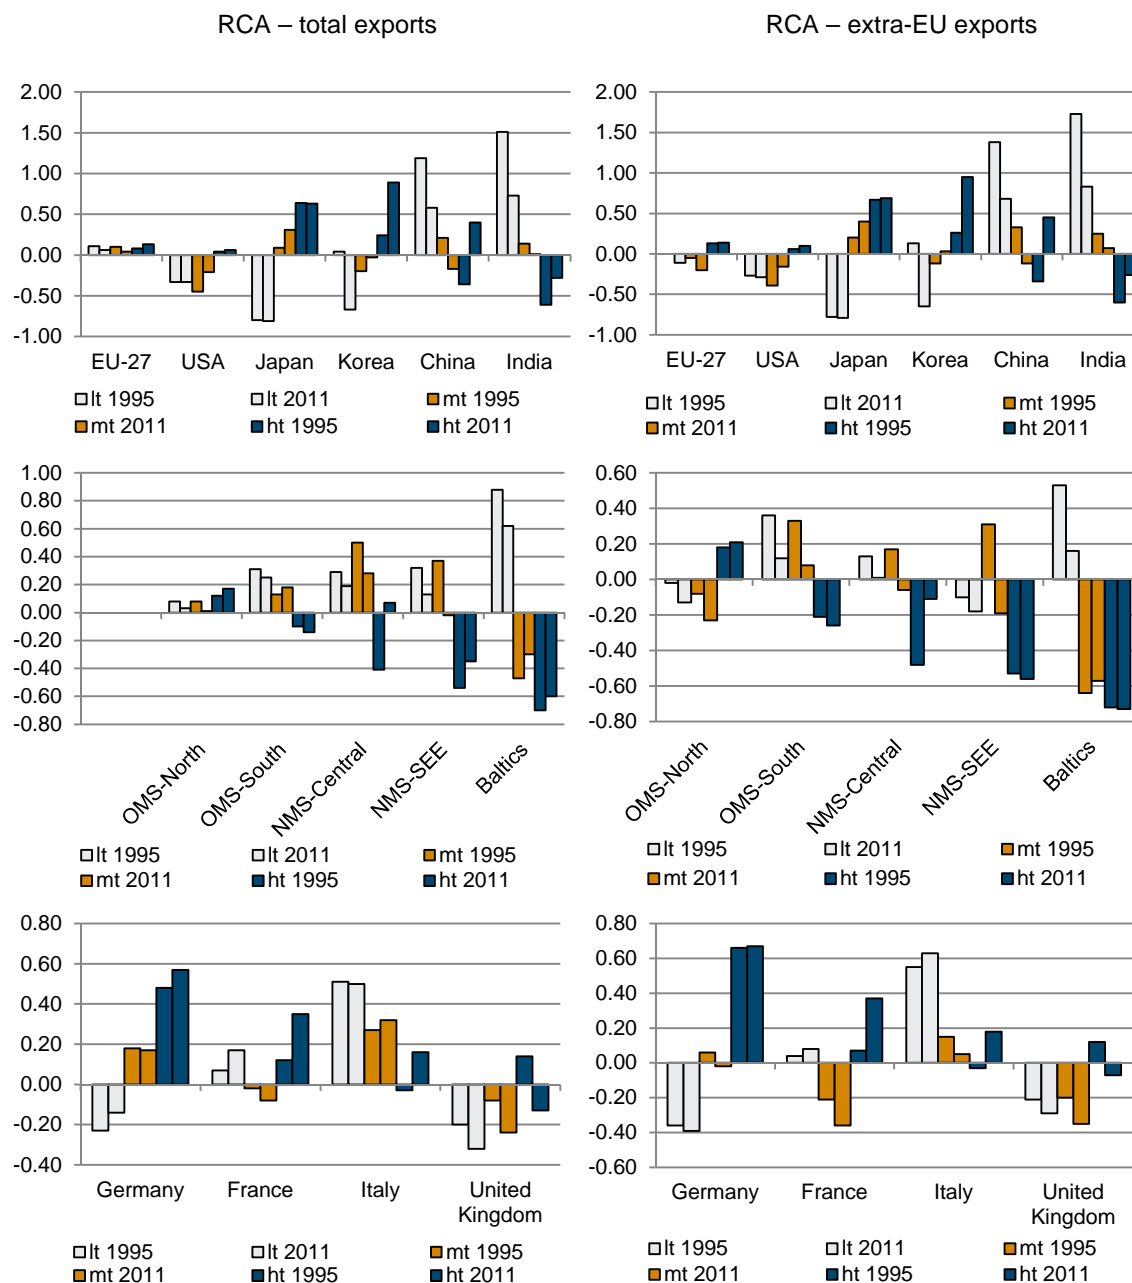 RCA – total exports
2.00
1.50
1.00
0.50
0.00
-0.50
-1.00
EU-27 USA Japan Korea China India
lt 1995 lt 2011 mt 1995
mt 2011 ht 1995 ht 2011
RCA – extra-EU exports
2.00
1.50
1.00
0.50
0.00
-0.50
-1.00
EU-27 USA Japan Korea China India
lt 1995 lt 2011 mt 1995
mt 2011 ht 1995 ht 2011
1.00
0.80
0.60
0.40
0.20
0.00
-0.20
-0.40
-0.60
-0.80
OMS-North OMS-South NMS-Central NMS-SEE Baltics
lt 1995 lt 2011 mt 1995
mt 2011 ht 1995 ht 2011
0.60
0.40
0.20
0.00
-0.20
-0.40
-0.60
-0.80
OMS-North OMS-South NMS-Central NMS-SEE Baltics
lt 1995 lt 2011 mt 1995
mt 2011 ht 1995 ht 2011
0.80
0.60
0.40
0.20
0.00
-0.20
-0.40
Germany France Italy United
Kingdom
lt 1995 lt 2011 mt 1995
mt 2011 ht 1995 ht 2011
0.80
0.60
0.40
0.20
0.00
-0.20
-0.40
-0.60
Germany France Italy United
Kingdom
lt 1995 lt 2011 mt 1995
mt 2011 ht 1995 ht 2011